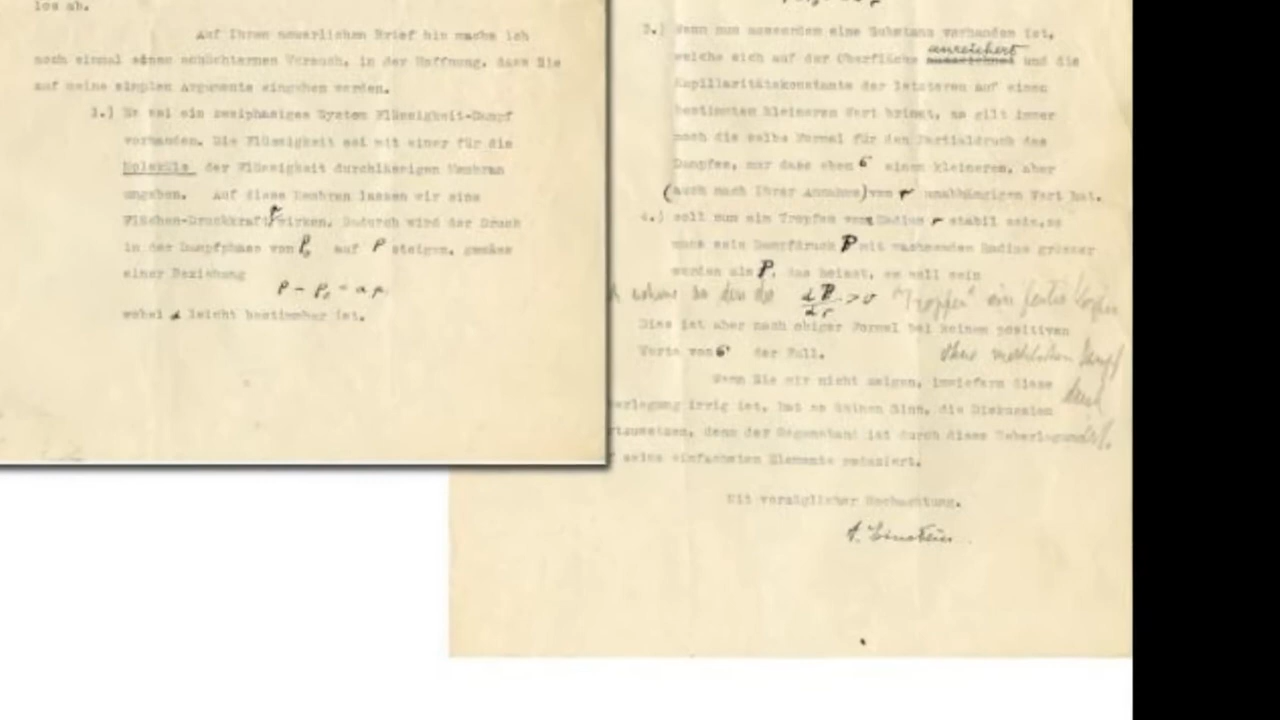 los ab.
Auf Ihren neuerlichen Brief hin mache ich
noch einmal einen schüchternen Versuch, in der Hoffnung, dass Sie
auf meine simplen Argumente eingehen werden.
1.) Es sei ein zweiphasiges System Flüssigkeit-Dampf
vorhanden. Die Flüssigkeit sei mit einer für die
Moleküle der Flüssigkeit durchlässigen Membran
umgeben. Auf diese Membran lassen wir eine
Flächen-Druckkraft wirken. Dadurch wird der Druck
in der Dampfphase von p₀ auf P steigen, gemäss
einer Beziehung
p - p₀ = α p.
wobei α leicht bestimmbar ist.
3.) Wenn nun ausserdem eine Substanz vorhanden ist,
anreichert
welche sich auf der Oberfläche und die
Kapillaritätskonstante der letzteren auf einen
bestimmten kleineren Wert bringt, so gilt immer
noch die selbe Formel für den Partialdruck des
Dampfes, nur dass eben σ einen kleineren, aber
(auch nach Ihrer Annahme) von r unabhängigen Wert hat.
4.) Soll nun ein Tropfen vom Radius r stabil sein, so
muss sein Dampfdruck P mit wachsendem Radius grösser
werden als P, das heisst, es soll sein
dP/dr > 0 "Tropfen" ein fester
Dies ist aber nach obiger Formel bei keinem positiven
Werte von σ der Fall.
Wenn Sie mir nicht zeigen, inwiefern diese
berlegung irrig ist, hat es keinen Sinn, die Diskussion
rtzusetzen, denn der Gegenstand ist durch diese Ueberlegung
f seine einfachsten Elemente reduziert.
Mit vorzüglicher Hochachtung.
A. Einstein.